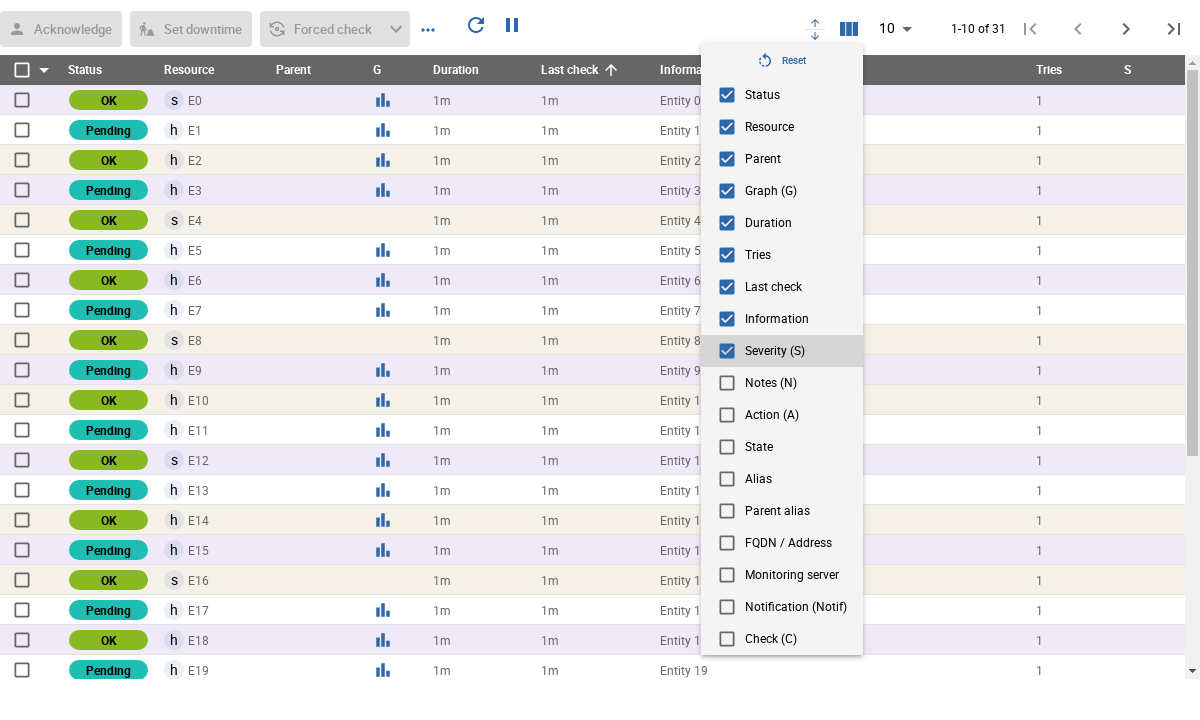 Acknowledge Set downtime Forced check 10 1-10 of 31
Status Resource Parent G Duration Last check Informa Tries S
Reset
OK s E0 1m 1m Entity 0 Status 1
Pending h E1 1m 1m Entity 1 Resource 1
OK h E2 1m 1m Entity 2 Parent 1
Pending h E3 1m 1m Entity 3 Graph (G) 1
OK s E4 1m 1m Entity 4 Duration 1
Pending h E5 1m 1m Entity 5 Tries 1
OK h E6 1m 1m Entity 6 Last check 1
Pending h E7 1m 1m Entity 7 Information 1
OK s E8 1m 1m Entity 8 Severity (S) 1
Pending h E9 1m 1m Entity 9 Notes (N) 1
OK h E10 1m 1m Entity 1 Action (A) 1
Pending h E11 1m 1m Entity 1 State 1
OK s E12 1m 1m Entity 1 Alias 1
Pending h E13 1m 1m Entity 1 Parent alias 1
OK h E14 1m 1m Entity 1 FQDN / Address 1
Pending h E15 1m 1m Entity 1 Monitoring server 1
OK s E16 1m 1m Entity 1 Notification (Notif) 1
Pending h E17 1m 1m Entity 1 Check (C) 1
OK h E18 1m 1m Entity 1 1
Pending h E19 1m 1m Entity 19 1